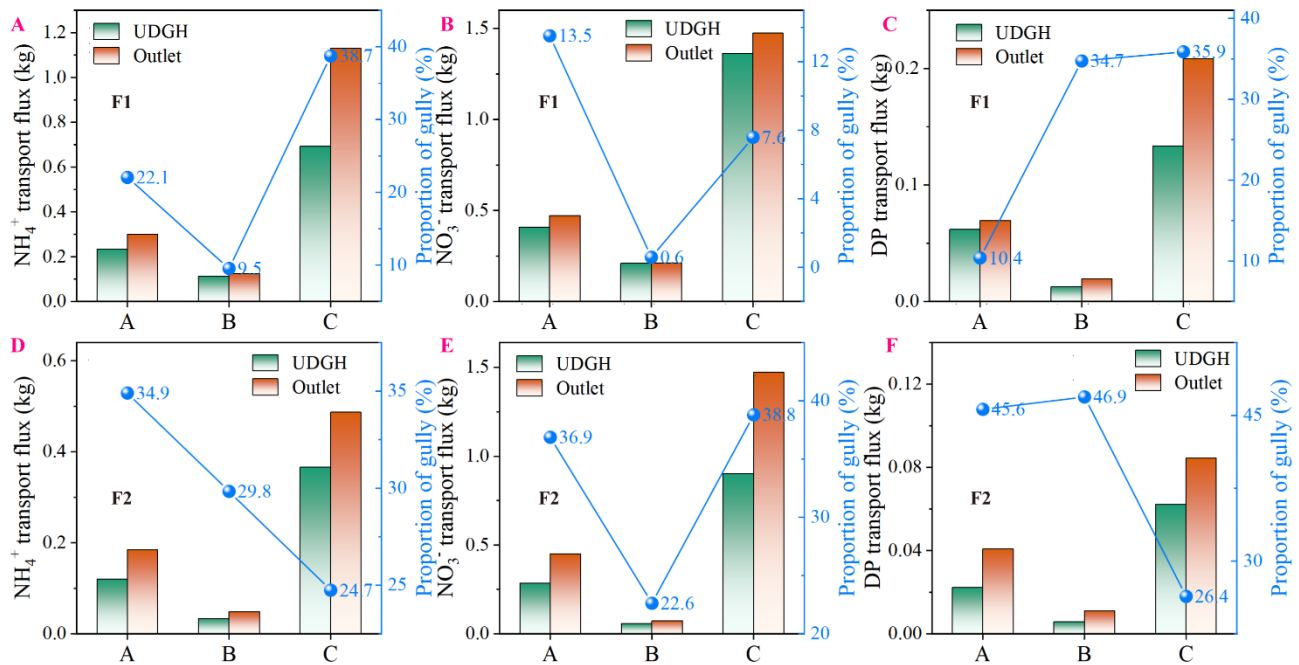 A
NH₄⁺ transport flux (kg)
1.2
1.0
0.9
0.7
0.6
0.4
0.3
0.2
0.0
UDGH
Outlet
F1
22.1
9.5
38.7
A
B
C
40
30
20
10
Proportion of gully (%)
B
NO₃⁻ transport flux (kg)
1.5
1.0
0.5
0.0
UDGH
Outlet
F1
13.5
0.6
7.6
A
B
C
12
8
4
0
Proportion of gully (%)
C
DP transport flux (kg)
0.2
0.1
0.0
UDGH
Outlet
F1
10.4
34.7
35.9
A
B
C
40
30
20
10
Proportion of gully (%)
D
NH₄⁺ transport flux (kg)
0.6
0.4
0.2
0.0
UDGH
Outlet
F2
34.9
29.8
24.7
A
B
C
35
30
25
Proportion of gully (%)
E
NO₃⁻ transport flux (kg)
1.5
1.0
0.5
0.0
UDGH
Outlet
F2
36.9
22.6
38.8
A
B
C
40
30
20
Proportion of gully (%)
F
DP transport flux (kg)
0.12
0.08
0.04
0.00
UDGH
Outlet
F2
45.6
46.9
26.4
A
B
C
45
30
Proportion of gully (%)